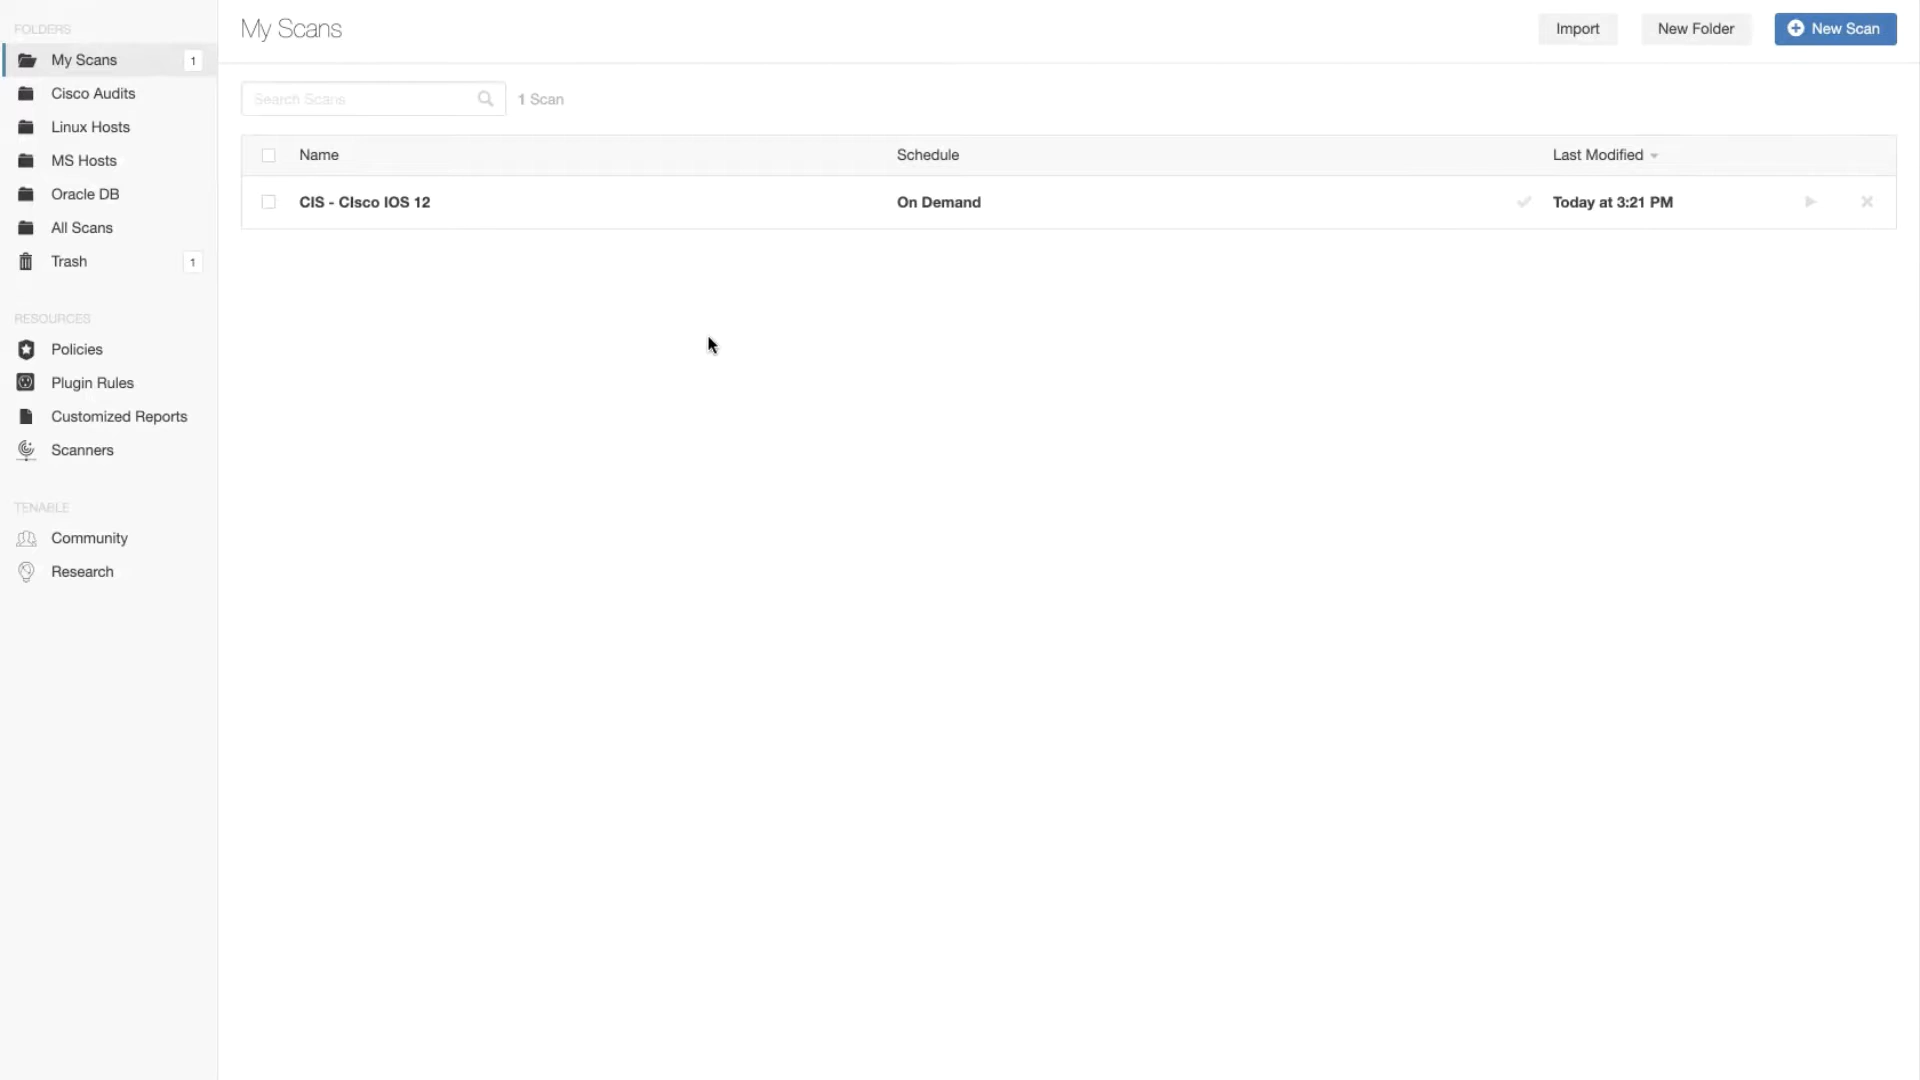 FOLDERS
My Scans 1
Cisco Audits
Linux Hosts
MS Hosts
Oracle DB
All Scans
Trash 1
RESOURCES
Policies
Plugin Rules
Customized Reports
Scanners
TENABLE
Community
Research
My Scans
Import New Folder New Scan
Search Scans 1 Scan
Name Schedule Last Modified
CIS - CIsco IOS 12 On Demand Today at 3:21 PM